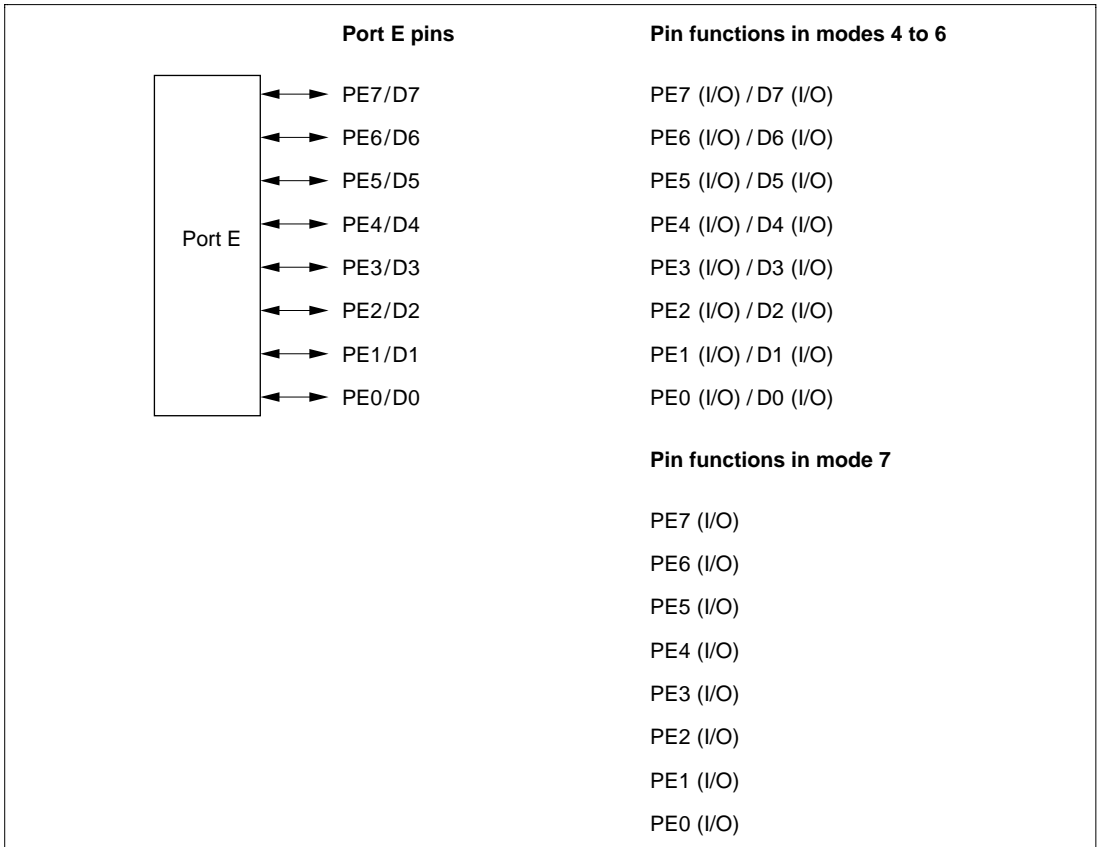 Port E pins Pin functions in modes 4 to 6
PE7/D7 PE7 (I/O) / D7 (I/O)
PE6/D6 PE6 (I/O) / D6 (I/O)
PE5/D5 PE5 (I/O) / D5 (I/O)
PE4/D4 PE4 (I/O) / D4 (I/O)
Port E
PE3/D3 PE3 (I/O) / D3 (I/O)
PE2/D2 PE2 (I/O) / D2 (I/O)
PE1/D1 PE1 (I/O) / D1 (I/O)
PE0/D0 PE0 (I/O) / D0 (I/O)
Pin functions in mode 7
PE7 (I/O)
PE6 (I/O)
PE5 (I/O)
PE4 (I/O)
PE3 (I/O)
PE2 (I/O)
PE1 (I/O)
PE0 (I/O)